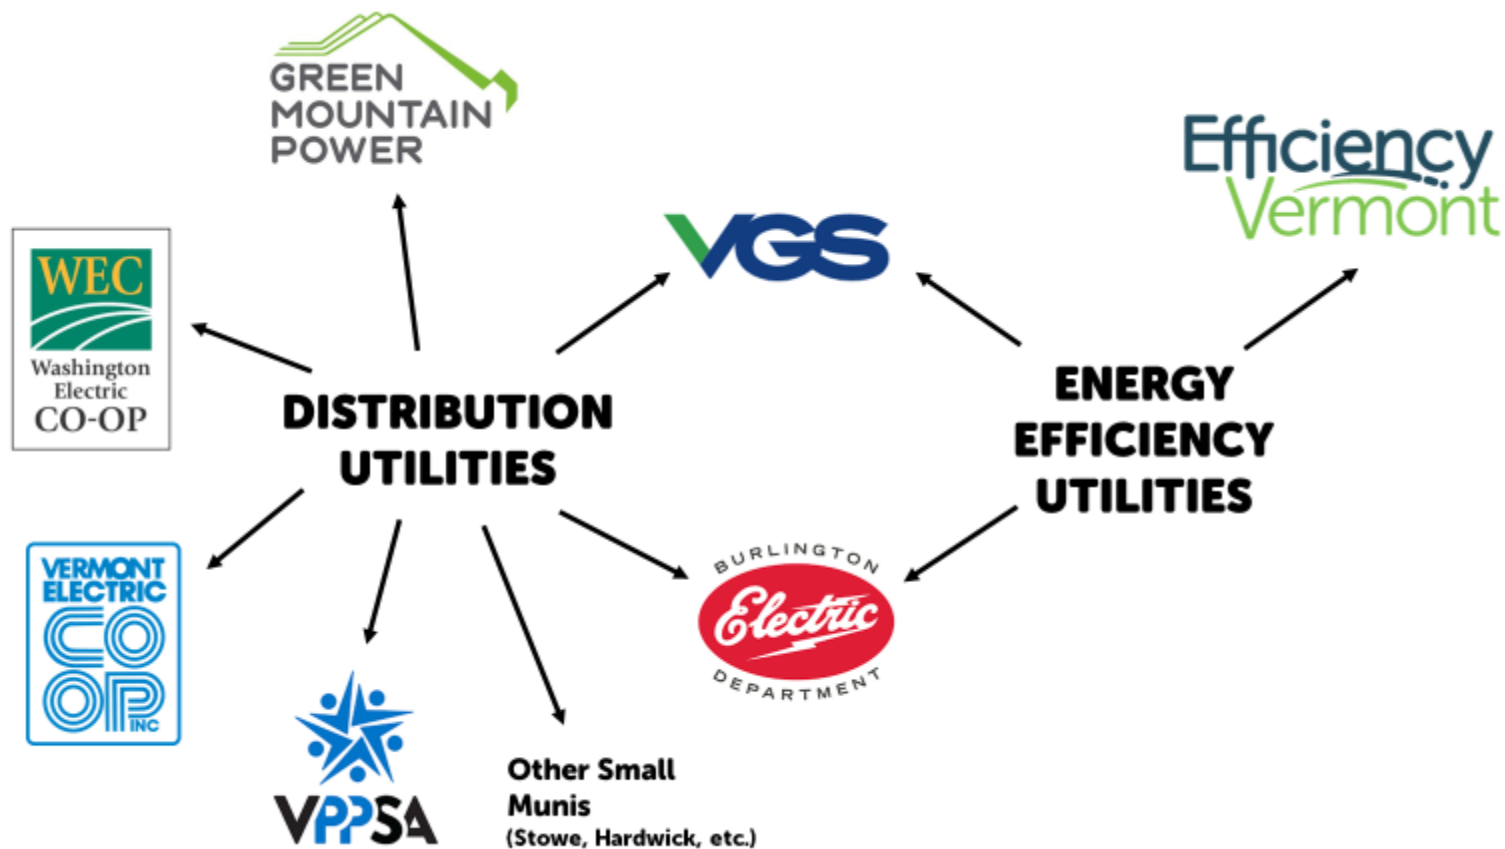 GREEN
MOUNTAIN
POWER
Efficiency
Vermont
VGS
WEC
Washington
Electric
CO-OP
DISTRIBUTION
UTILITIES
ENERGY
EFFICIENCY
UTILITIES
VERMONT
ELECTRIC
CO
OP
INC
BURLINGTON
Electric
DEPARTMENT
VPPSA
Other Small
Munis
(Stowe, Hardwick, etc.)